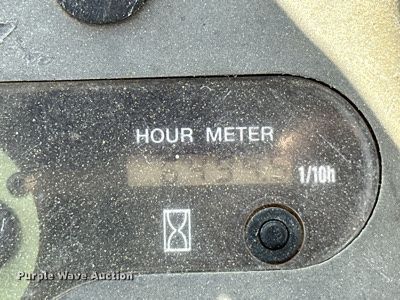 HOUR METER
1/10h
Purple Wave Auction